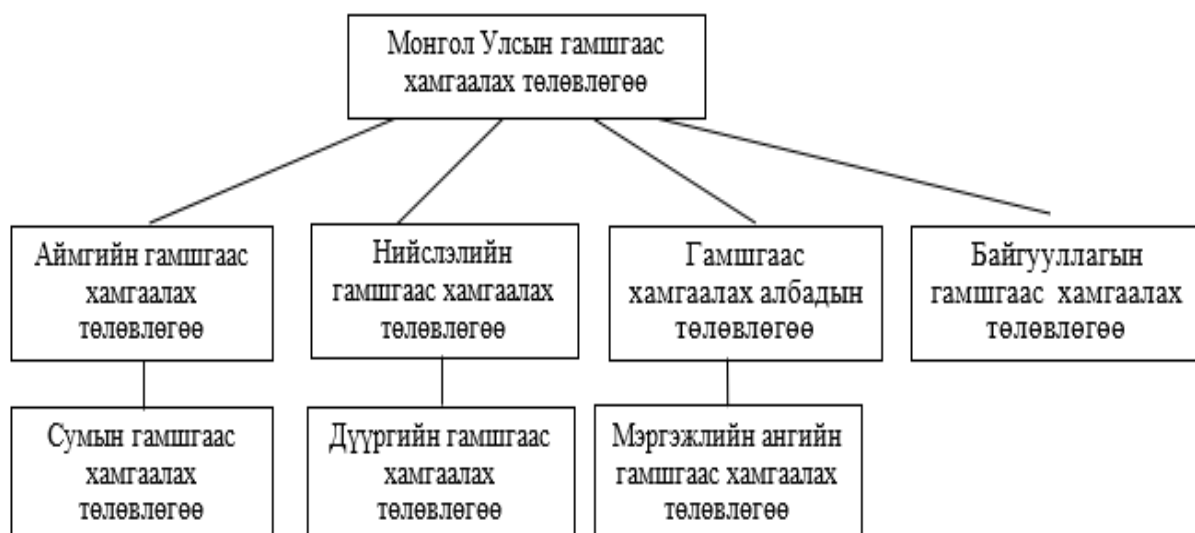 Монгол Улсын гамшгаас
хамгаалах төлөвлөгөө
Аймгийн гамшгаас
хамгаалах
төлөвлөгөө
Нийслэлийн
гамшгаас хамгаалах
төлөвлөгөө
Гамшгаас
хамгаалах албадын
төлөвлөгөө
Байгууллагын
гамшгаас хамгаалах
төлөвлөгөө
Сумын гамшгаас
хамгаалах
төлөвлөгөө
Дүүргийн гамшгаас
хамгаалах
төлөвлөгөө
Мэргэжлийн ангийн
гамшгаас хамгаалах
төлөвлөгөө